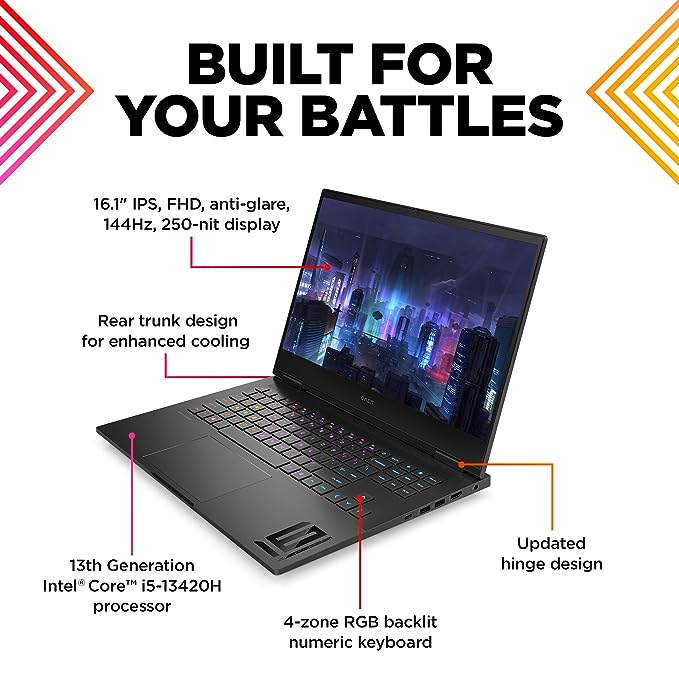 BUILT FOR
YOUR BATTLES
16.1" IPS, FHD, anti-glare,
144Hz, 250-nit display
Rear trunk design
for enhanced cooling
OMEN
13th Generation
Intel® Core™ i5-13420H
processor
4-zone RGB backlit
numeric keyboard
Updated
hinge design